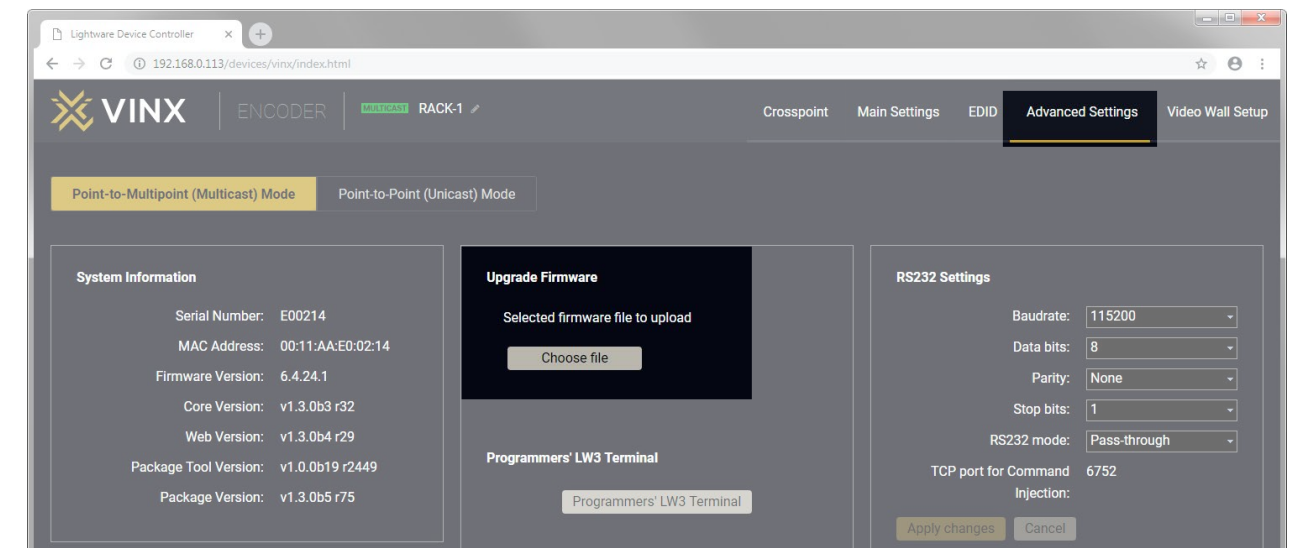 Lightware Device Controller
192.168.0.113/devices/vinx/index.html
VINX ENCODER MULTICAST RACK-1
Crosspoint Main Settings EDID Advanced Settings Video Wall Setup
Point-to-Multipoint (Multicast) Mode Point-to-Point (Unicast) Mode
System Information
Serial Number: E00214
MAC Address: 00:11:AA:E0:02:14
Firmware Version: 6.4.24.1
Core Version: v1.3.0b3 r32
Web Version: v1.3.0b4 r29
Package Tool Version: v1.0.0b19 r2449
Package Version: v1.3.0b5 r75
Upgrade Firmware
Selected firmware file to upload
Choose file
Programmers' LW3 Terminal
Programmers' LW3 Terminal
RS232 Settings
Baudrate: 115200
Data bits: 8
Parity: None
Stop bits: 1
RS232 mode: Pass-through
TCP port for Command 6752
Injection:
Apply changes Cancel